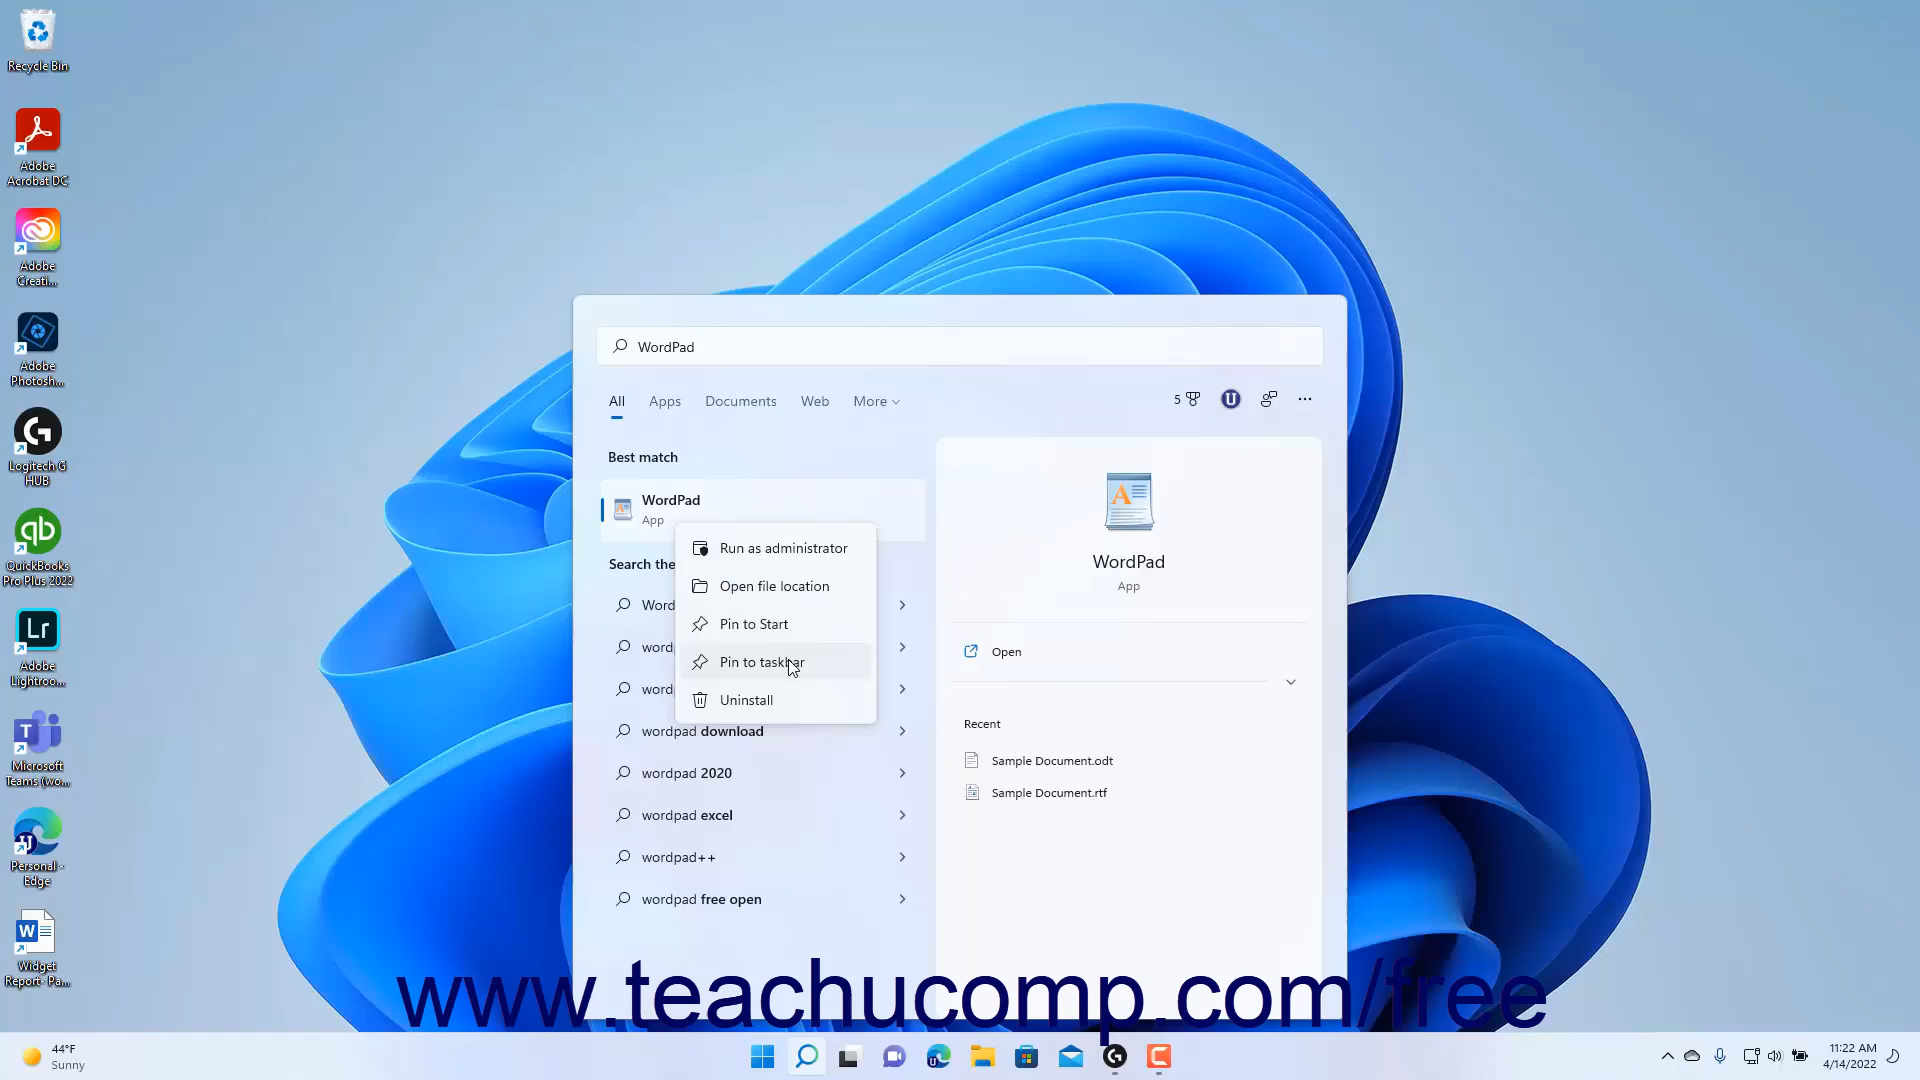 Recycle Bin
Adobe
Acrobat DC
Adobe
Creati...
Adobe
Photosh...
Logitech G
HUB
QuickBooks
Pro Plus 2022
Adobe
Lightroo...
Microsoft
Teams (wo...
Personal -
Edge
Widget
Report- Pa...
WordPad
All
Apps
Documents
Web
More
5
Best match
WordPad
App
Search the
Run as administrator
Open file location
Pin to Start
Pin to taskbar
Uninstall
wordpad download
wordpad 2020
wordpad excel
wordpad++
wordpad free open
WordPad
App
Open
Recent
Sample Document.odt
Sample Document.rtf
www.teachucomp.com/free
44°F
Sunny
11:22 AM
4/14/2022